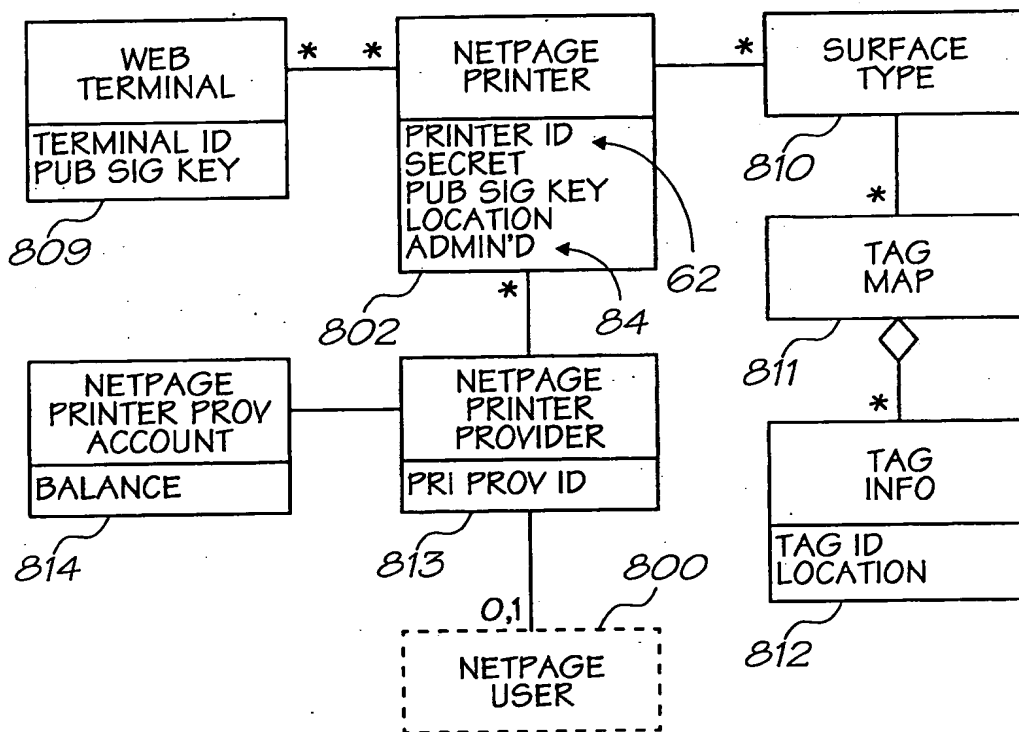 WEB
TERMINAL
TERMINAL ID
PUB SIG KEY
809
*
*
NETPAGE
PRINTER
PRINTER ID
SECRET
PUB SIG KEY
LOCATION
ADMIN'D
802
62
84
*
*
SURFACE
TYPE
810
*
TAG
MAP
811
*
TAG
INFO
TAG ID
LOCATION
812
NETPAGE
PRINTER PROV
ACCOUNT
BALANCE
814
NETPAGE
PRINTER
PROVIDER
PRI PROV ID
813
800
0,1
NETPAGE
USER